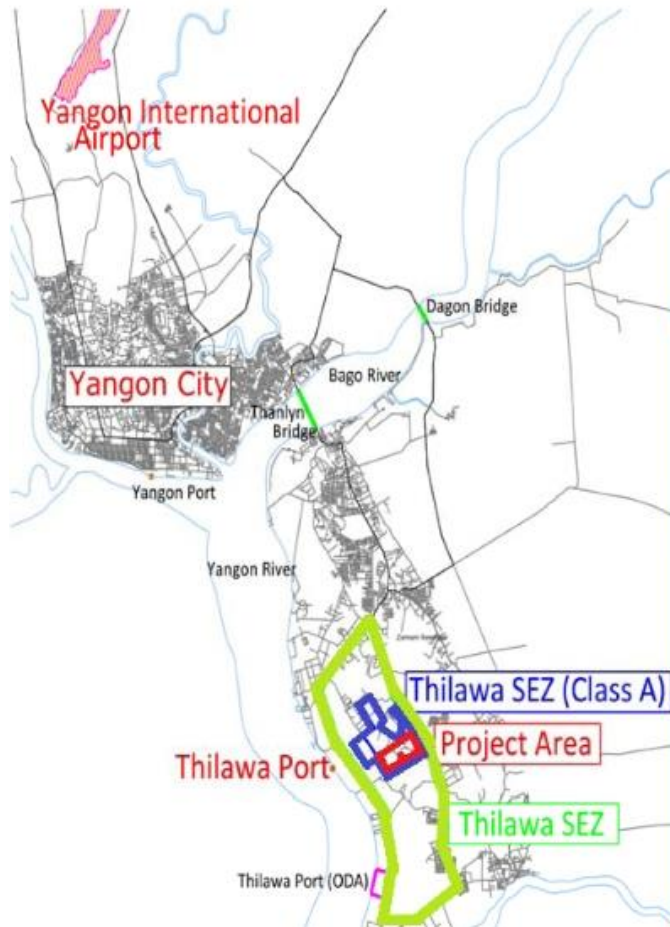 Yangon International
Airport
Dagon Bridge
Bago River
Yangon City
Thanlyn
Bridge
Yangon Port
Yangon River
Thilawa SEZ (Class A)
Project Area
Thilawa Port
Thilawa SEZ
Thilawa Port (ODA)